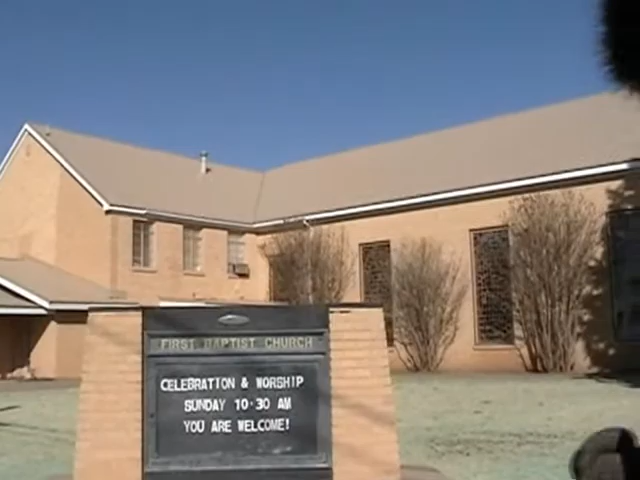 FIRST BAPTIST CHURCH
CELEBRATION & WORSHIP
SUNDAY 10:30 AM
YOU ARE WELCOME!